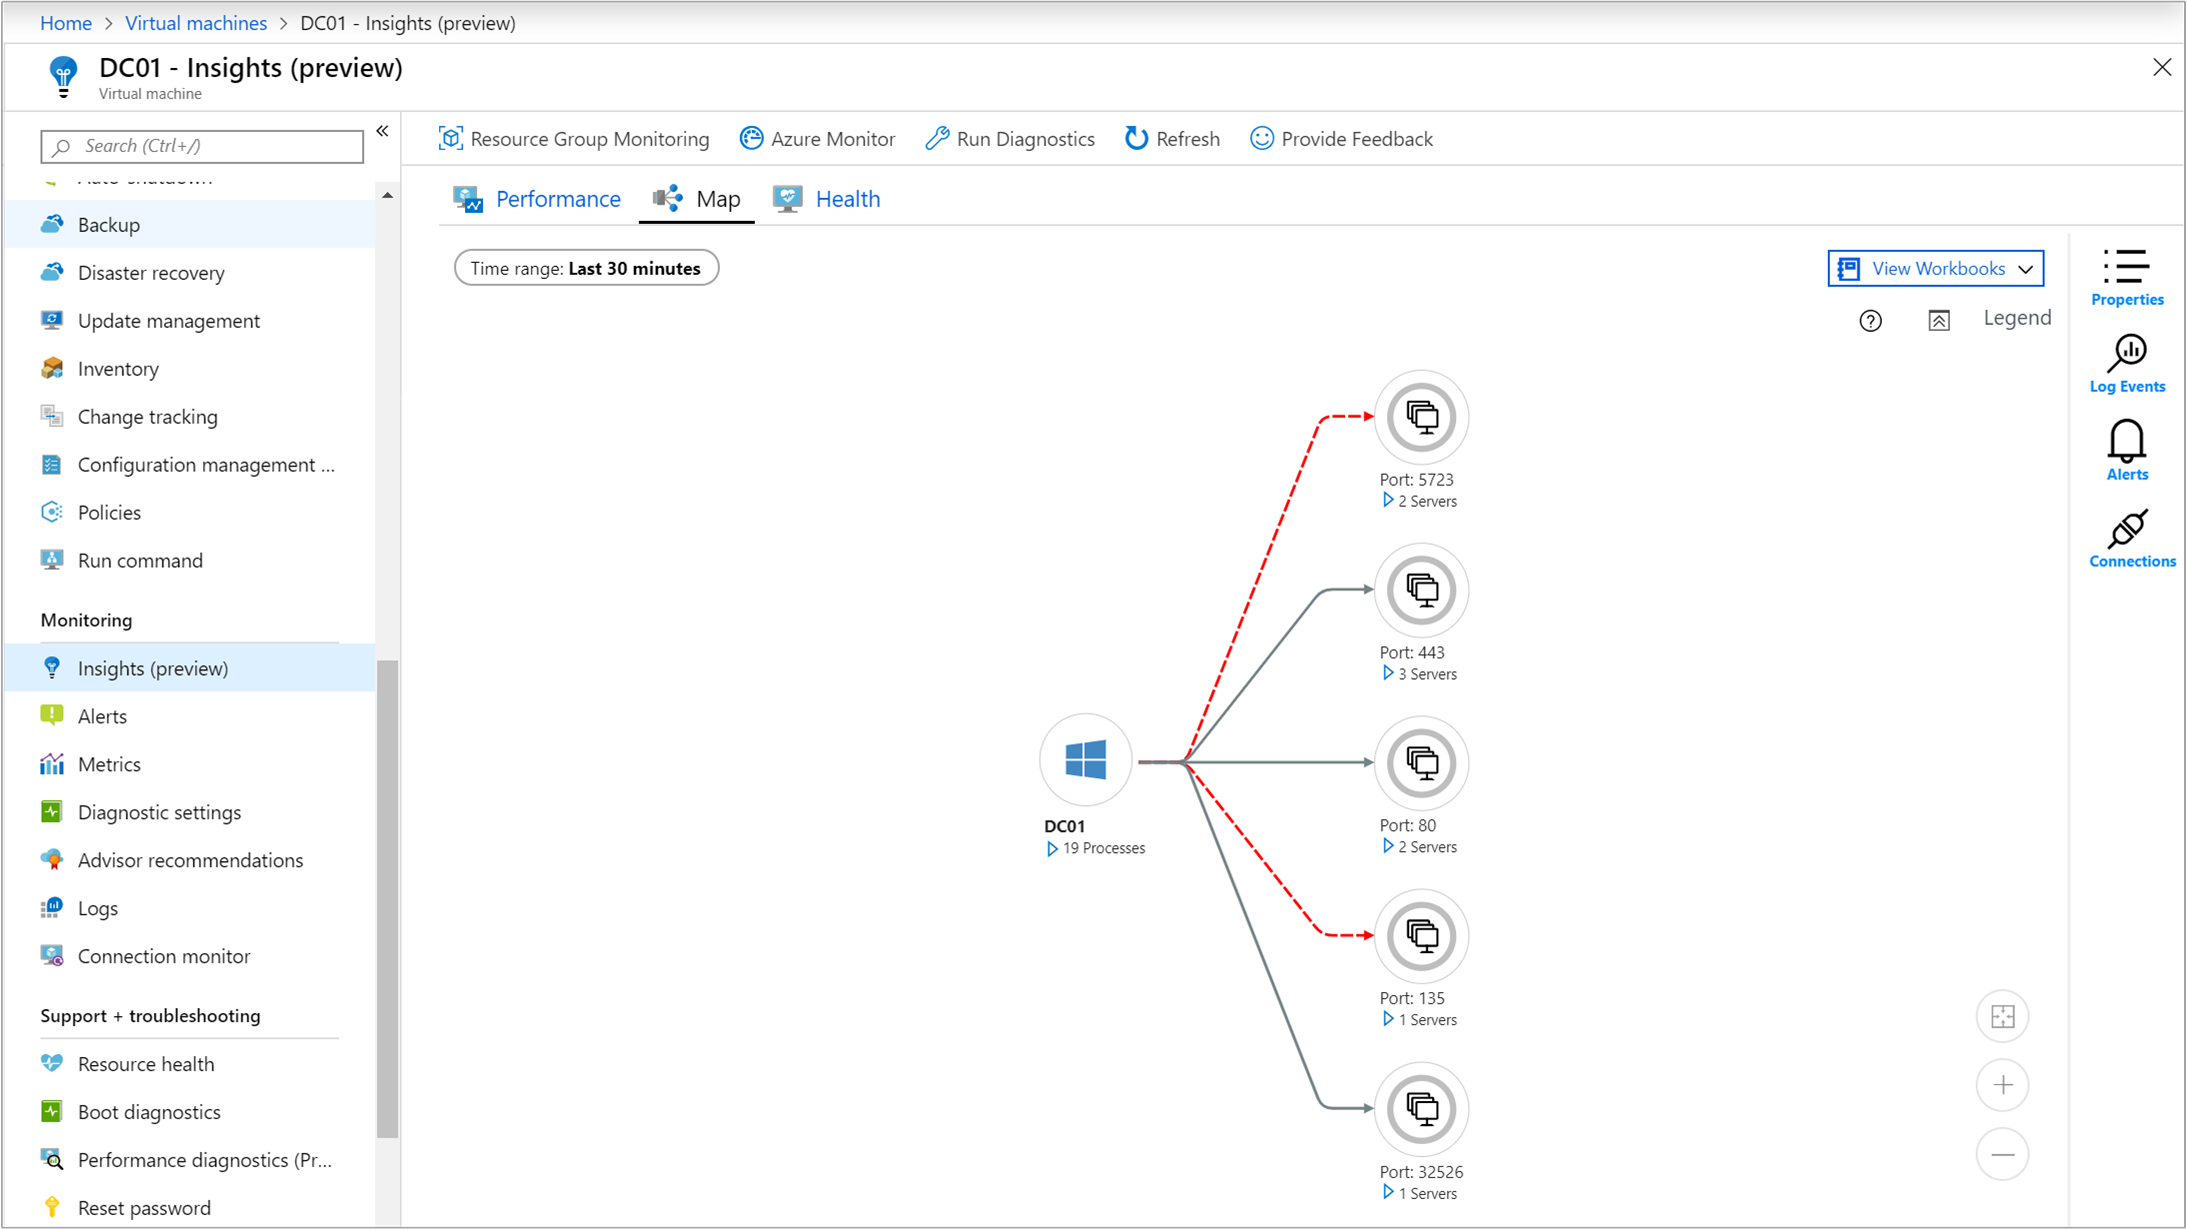 Home > Virtual machines > DC01 - Insights (preview)
DC01 - Insights (preview)
Virtual machine
Search (Ctrl+/)
Auto-shutdown
Backup
Disaster recovery
Update management
Inventory
Change tracking
Configuration management ...
Policies
Run command
Monitoring
Insights (preview)
Alerts
Metrics
Diagnostic settings
Advisor recommendations
Logs
Connection monitor
Support + troubleshooting
Resource health
Boot diagnostics
Performance diagnostics (Pr...
Reset password
Resource Group Monitoring
Azure Monitor
Run Diagnostics
Refresh
Provide Feedback
Performance
Map
Health
Time range: Last 30 minutes
View Workbooks
Legend
Port: 5723
2 Servers
Port: 443
3 Servers
DC01
19 Processes
Port: 80
2 Servers
Port: 135
1 Servers
Port: 32526
1 Servers
Properties
Log Events
Alerts
Connections